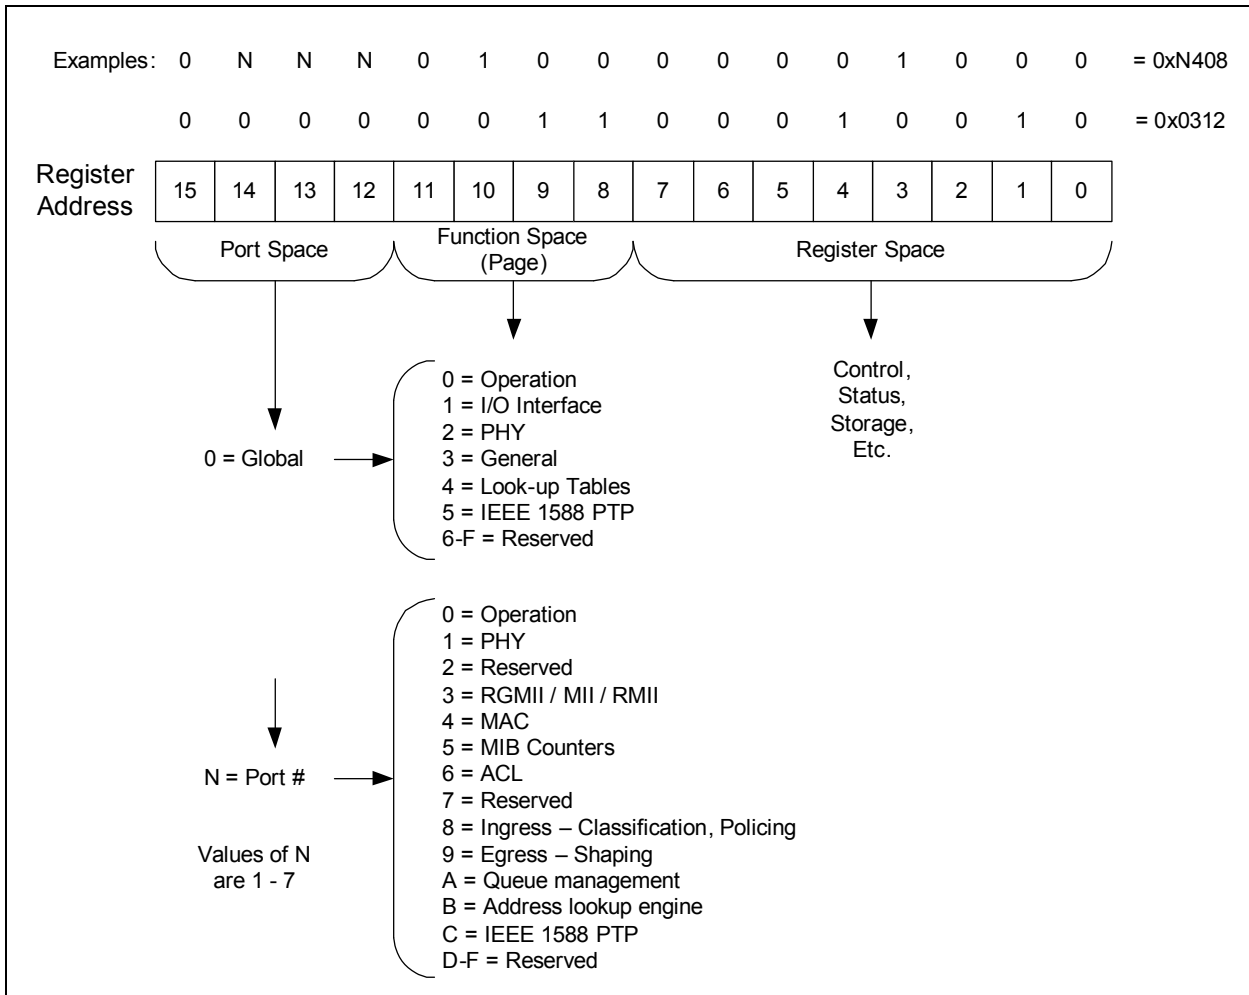 Examples: 0 N N N 0 1 0 0 0 0 0 0 1 0 0 0 = 0xN408
0 0 0 0 0 0 1 1 0 0 0 1 0 0 1 0 = 0x0312
Register
Address
15 14 13 12 11 10 9 8 7 6 5 4 3 2 1 0
Port Space
Function Space
(Page)
Register Space
Control,
Status,
Storage,
Etc.
0 = Global
0 = Operation
1 = I/O Interface
2 = PHY
3 = General
4 = Look-up Tables
5 = IEEE 1588 PTP
6-F = Reserved
N = Port #
Values of N
are 1 - 7
0 = Operation
1 = PHY
2 = Reserved
3 = RGMII / MII / RMII
4 = MAC
5 = MIB Counters
6 = ACL
7 = Reserved
8 = Ingress – Classification, Policing
9 = Egress – Shaping
A = Queue management
B = Address lookup engine
C = IEEE 1588 PTP
D-F = Reserved